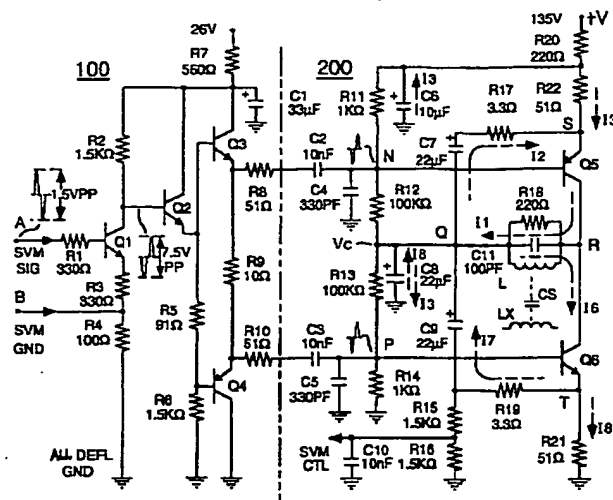 100
26V
R7
560Ω
C1
33µF
+
R2
1.5KΩ
Q3
1.5VPP
Q2
A
SVM
SIG
R1
330Ω
Q1
7.5V
PP
R8
51Ω
B
SVM
GND
R3
330Ω
R4
100Ω
R5
91Ω
R9
10Ω
R10
51Ω
Q4
R6
1.5KΩ
ALL DEFL
GND
200
135V
+V
R20
220Ω
R11
1KΩ
+
I3
C6
10µF
R17
3.3Ω
R22
51Ω
I3
S
C2
10nF
N
C7
22µF
+
I2
Q5
C4
330PF
R12
100KΩ
R18
220Ω
Vc
Q
I1
R
I8
C8
22µF
+
I3
C11
100PF
L
CS
LX
I6
R13
100KΩ
C9
22µF
+
C3
10nF
P
I7
Q6
C5
330PF
R14
1KΩ
R15
1.5KΩ
R19
3.3Ω
T
I8
SVM
CTL
C10
10nF
R16
1.5KΩ
R21
51Ω